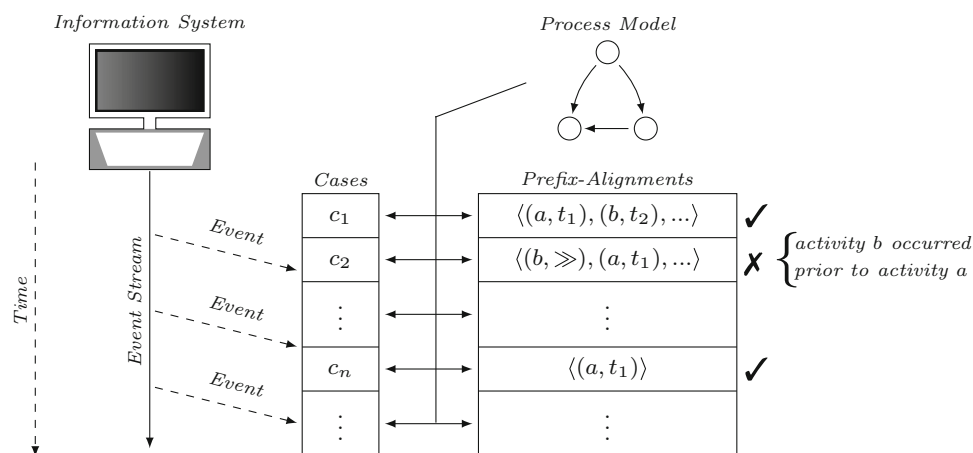 Information System
Process Model
Cases
Prefix-Alignments
c₁
⟨(a, t₁), (b, t₂), ...⟩
✓
Event
c₂
⟨(b, ≫), (a, t₁), ...⟩
✗
activity b occurred
prior to activity a
Time
Event Stream
Event
⋮
⋮
cₙ
⟨(a, t₁)⟩
✓
Event
⋮
⋮